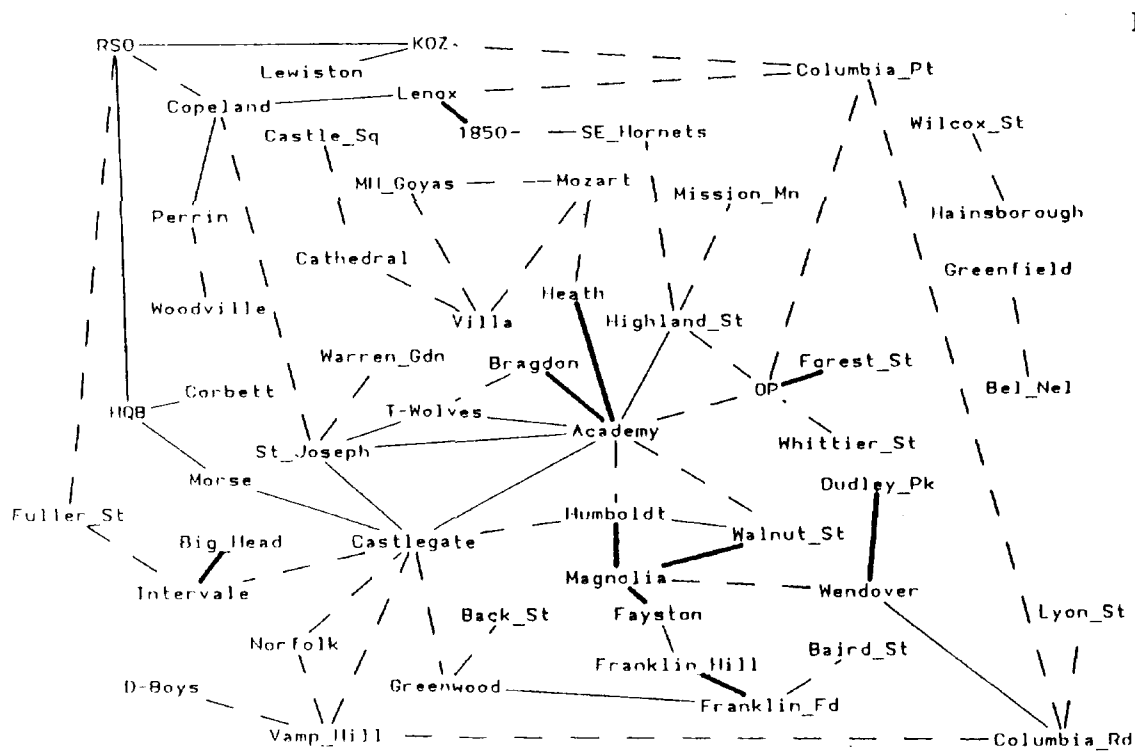 RSO KOZ
Lewiston Columbia_Pt
Copeland Lenox
Castle_Sq 1850- SE_Hornets Wilcox_St
MH_Goyas Mozart Mission_Mn
Perrin Hainsborough
Cathedral Greenfield
Woodville Villa Heath Highland_St
Warren_Gdn Bragdon Forest_St
HQB Corbett T-Wolves OP Bel_Nel
St_Joseph Academy Whittier_St
Morse Dudley_Pk
Fuller_St Humboldt
Big_Head Castlegate Walnut_St
Intervale Magnolia Wendover
Back_St Fayston Lyon_St
Norfolk Baird_St
D-Boys Greenwood Franklin_Hill
Franklin_Fd
Vamp_Hill Columbia_Rd